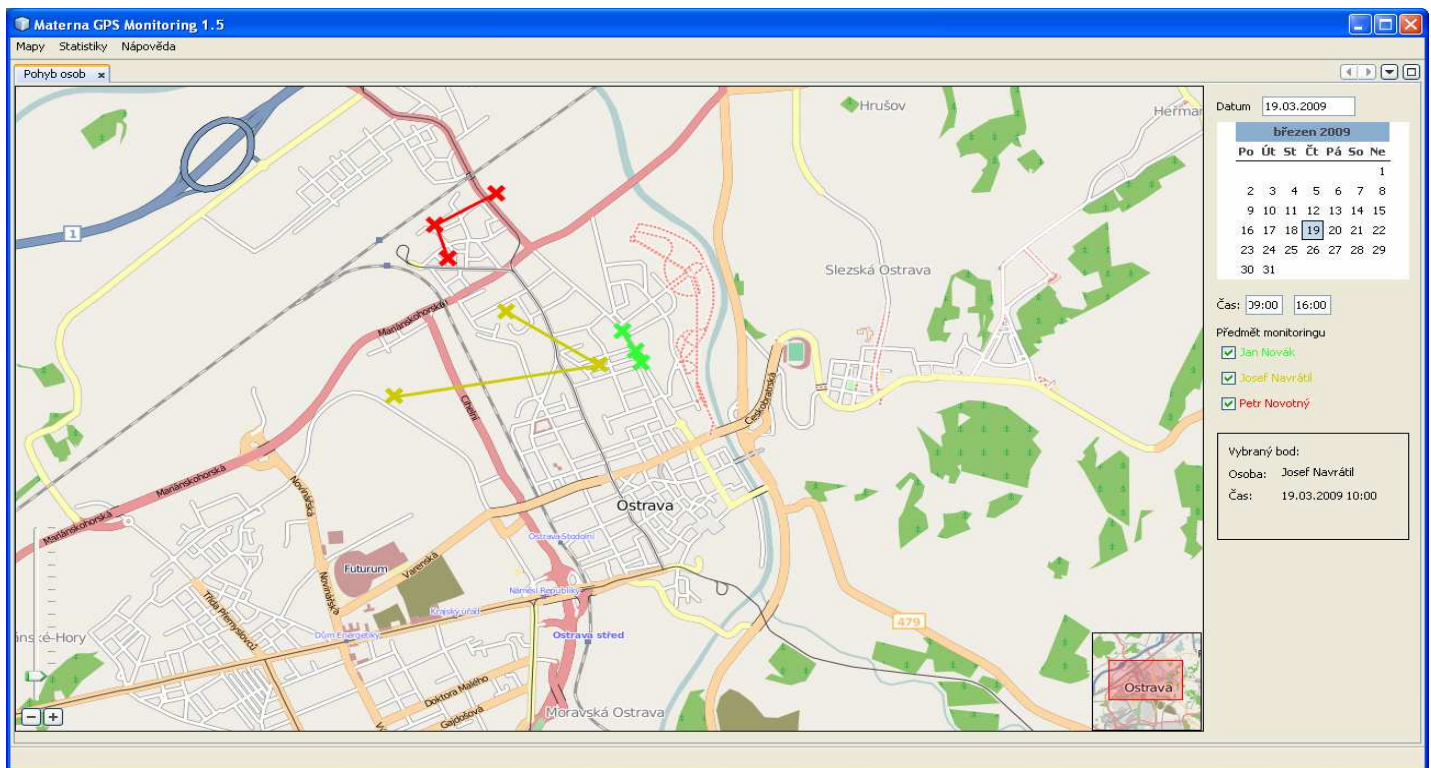 Materna GPS Monitoring 1.5
Mapy Statistiky Nápověda
Pohyb osob
Hrušov
1
Slezská Ostrava
Mariánskohorská
Cihelní
Českobratrská
Mariánskohorská
Novinářská
Ostrava
Mariánskohorská
Ostrava-Stodolní
Futurum
Varenská
Novinářská
Náměstí Republiky
Třída Přemyslovců
Krajský úřad
479
Dům Energetiky
Ostrava střed
Doktora Malého
Gajdošova
Moravská Ostrava
Ostrava
Datum 19.03.2009
březen 2009
Po Út St Čt Pá So Ne
1
2 3 4 5 6 7 8
9 10 11 12 13 14 15
16 17 18 19 20 21 22
23 24 25 26 27 28 29
30 31
Čas: 09:00 16:00
Předmět monitoringu
Jan Novák
Josef Navrátil
Petr Novotný
Vybraný bod:
Osoba: Josef Navrátil
Čas: 19.03.2009 10:00